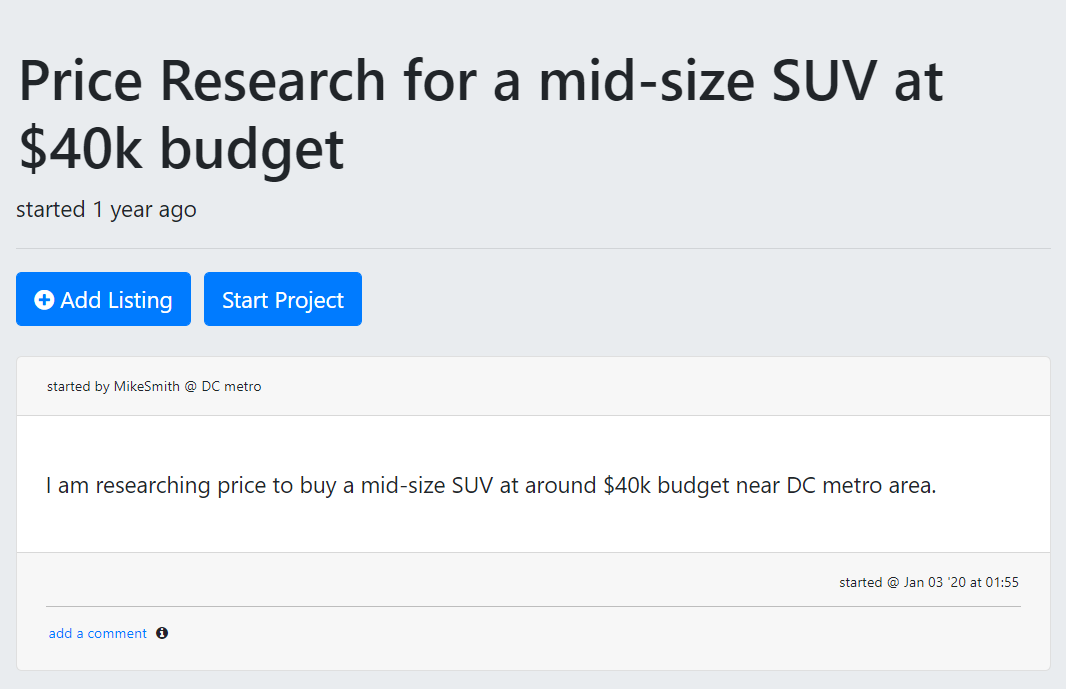 Price Research for a mid-size SUV at
$40k budget
started 1 year ago
Add Listing
Start Project
started by MikeSmith @ DC metro
I am researching price to buy a mid-size SUV at around $40k budget near DC metro area.
started @ Jan 03 '20 at 01:55
add a comment